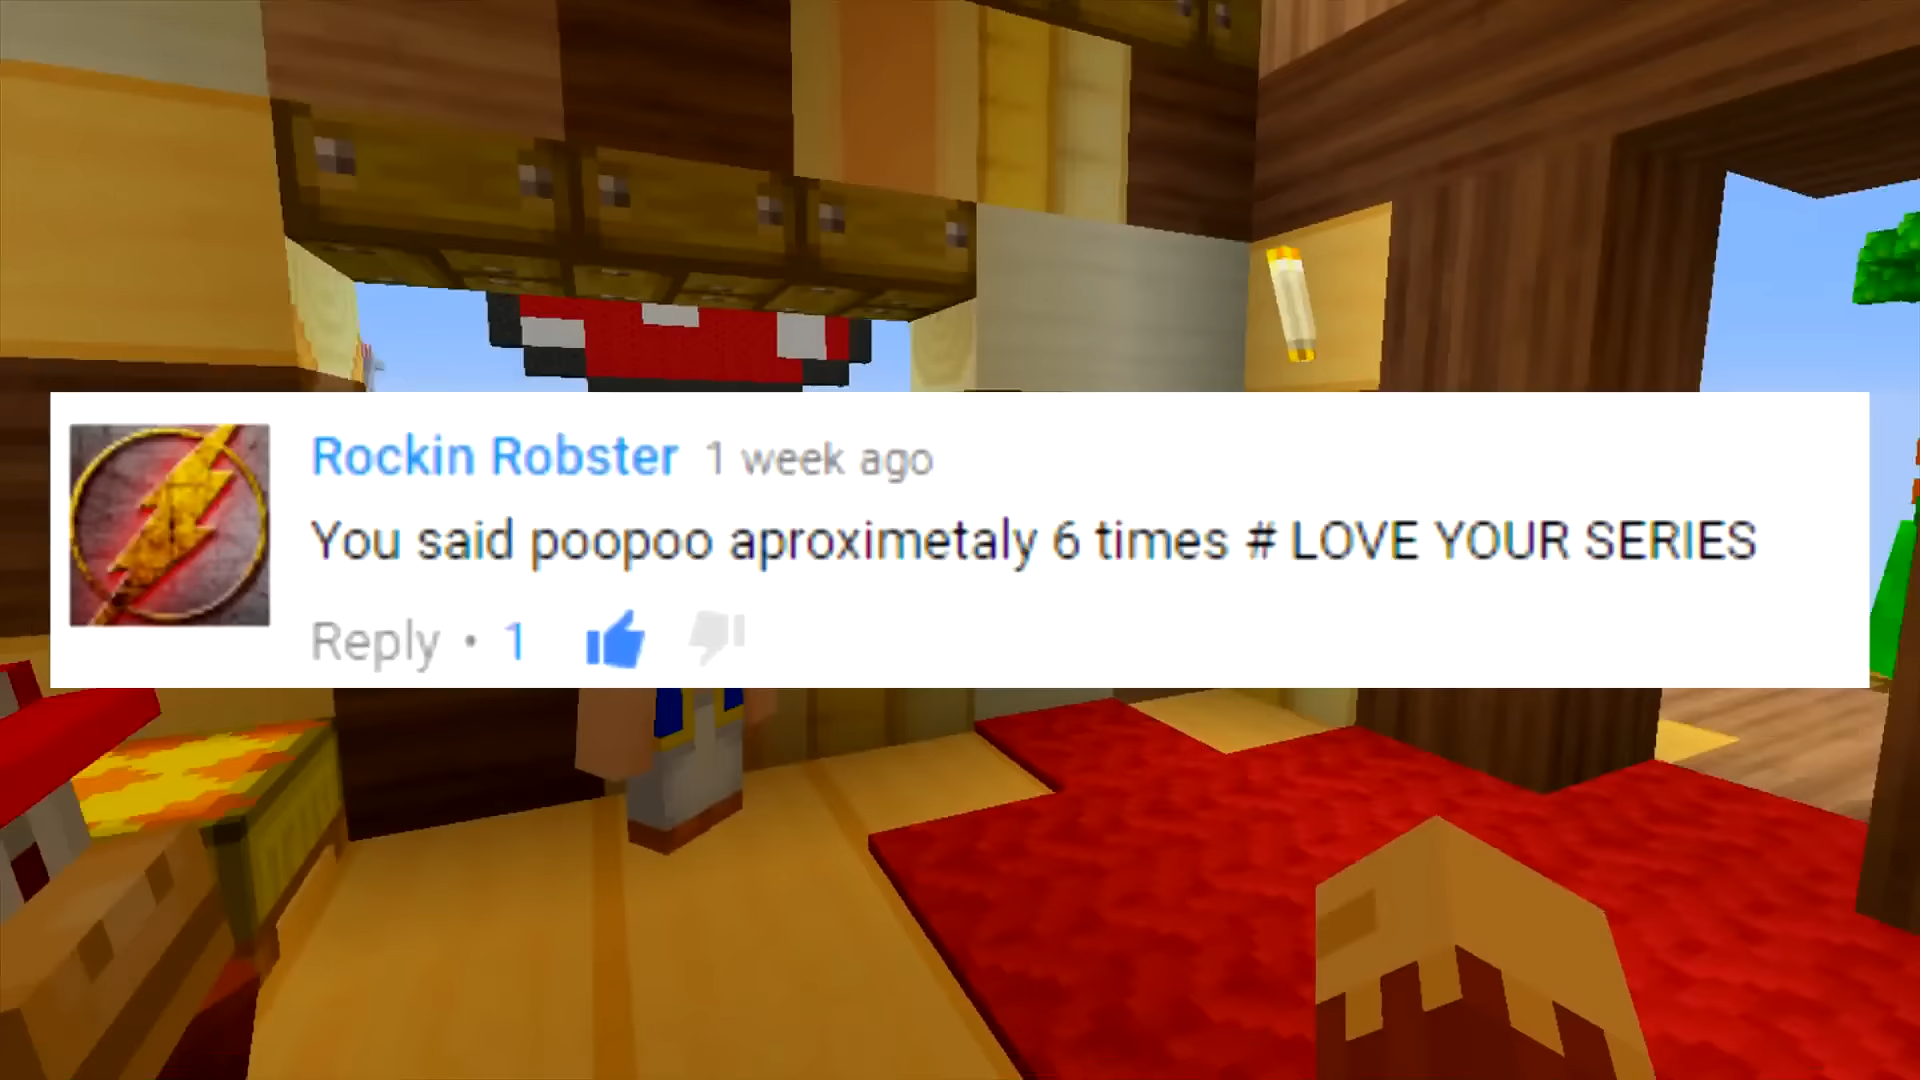 Rockin Robster 1 week ago
You said poopoo aproximetaly 6 times # LOVE YOUR SERIES
Reply • 1